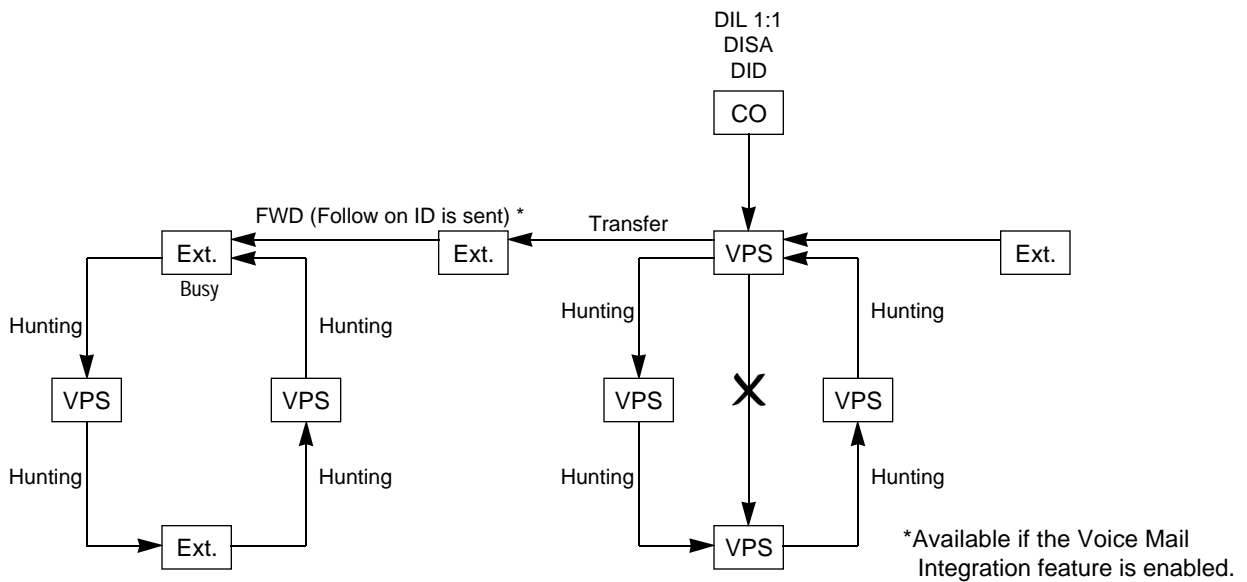 DIL 1:1
DISA
DID
CO
FWD (Follow on ID is sent) *
Transfer
Ext.
Ext.
VPS
Ext.
Busy
Hunting
Hunting
Hunting
Hunting
VPS
VPS
VPS
VPS
Hunting
Hunting
Hunting
Hunting
Ext.
VPS
*Available if the Voice Mail
Integration feature is enabled.